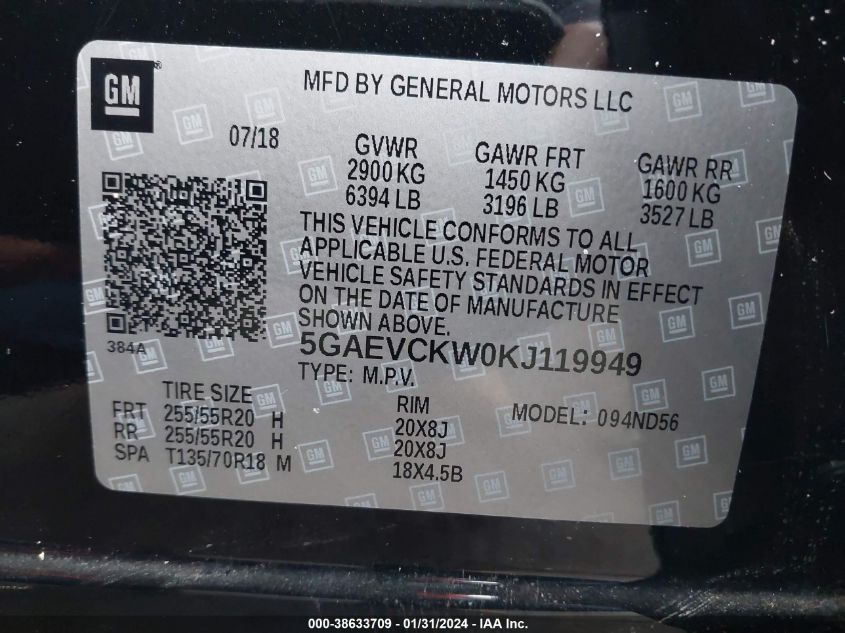 GM
MFD BY GENERAL MOTORS LLC
07/18
GVWR
2900 KG
6394 LB
GAWR FRT
1450 KG
3196 LB
GAWR RR
1600 KG
3527 LB
THIS VEHICLE CONFORMS TO ALL
APPLICABLE U.S. FEDERAL MOTOR
VEHICLE SAFETY STANDARDS IN EFFECT
ON THE DATE OF MANUFACTURE
SHOWN ABOVE.
384A
5GAEVCKW0KJ119949
TYPE: M.P.V.
TIRE SIZE
RIM
MODEL: 094ND56
FRT 255/55R20 H 20X8J
RR 255/55R20 H 20X8J
SPA T135/70R18 M 18X4.5B
000-38633709 - 01/31/2024 - IAA Inc.